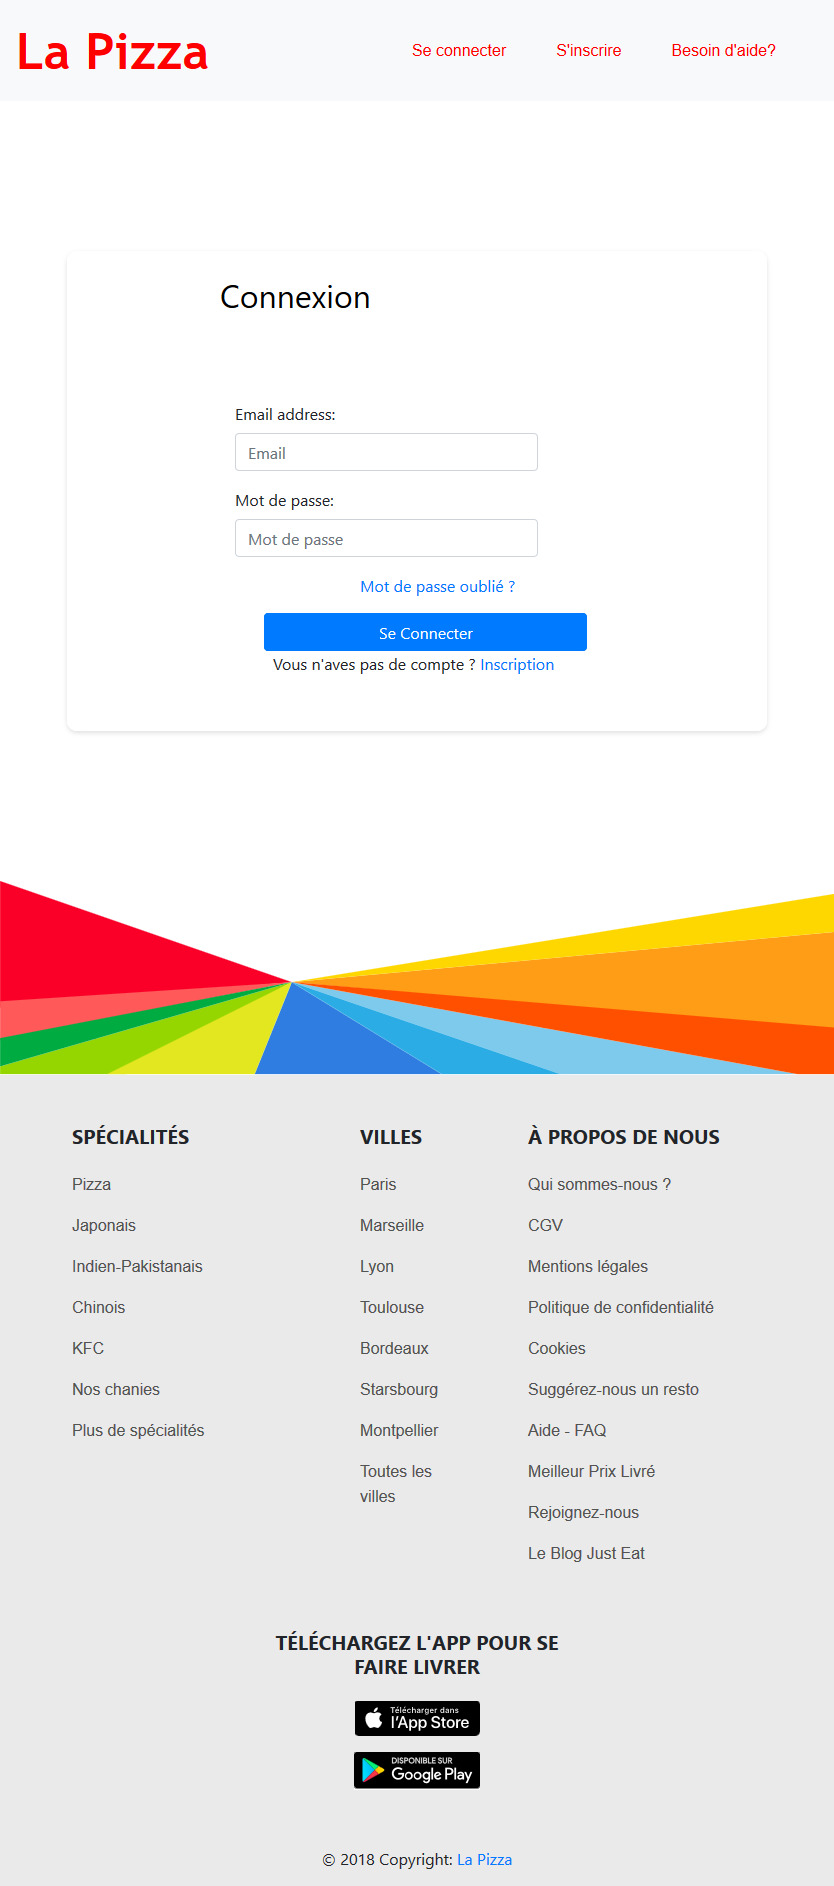 La Pizza
Se connecter
S'inscrire
Besoin d'aide?
Connexion
Email address:
Email
Mot de passe:
Mot de passe
Mot de passe oublié ?
Se Connecter
Vous n'aves pas de compte ? Inscription
SPÉCIALITÉS
Pizza
Japonais
Indien-Pakistanais
Chinois
KFC
Nos chanies
Plus de spécialités
VILLES
Paris
Marseille
Lyon
Toulouse
Bordeaux
Starsbourg
Montpellier
Toutes les
villes
À PROPOS DE NOUS
Qui sommes-nous ?
CGV
Mentions légales
Politique de confidentialité
Cookies
Suggérez-nous un resto
Aide - FAQ
Meilleur Prix Livré
Rejoignez-nous
Le Blog Just Eat
TÉLÉCHARGEZ L'APP POUR SE
FAIRE LIVRER
Télécharger dans
l'App Store
DISPONIBLE SUR
Google Play
© 2018 Copyright: La Pizza